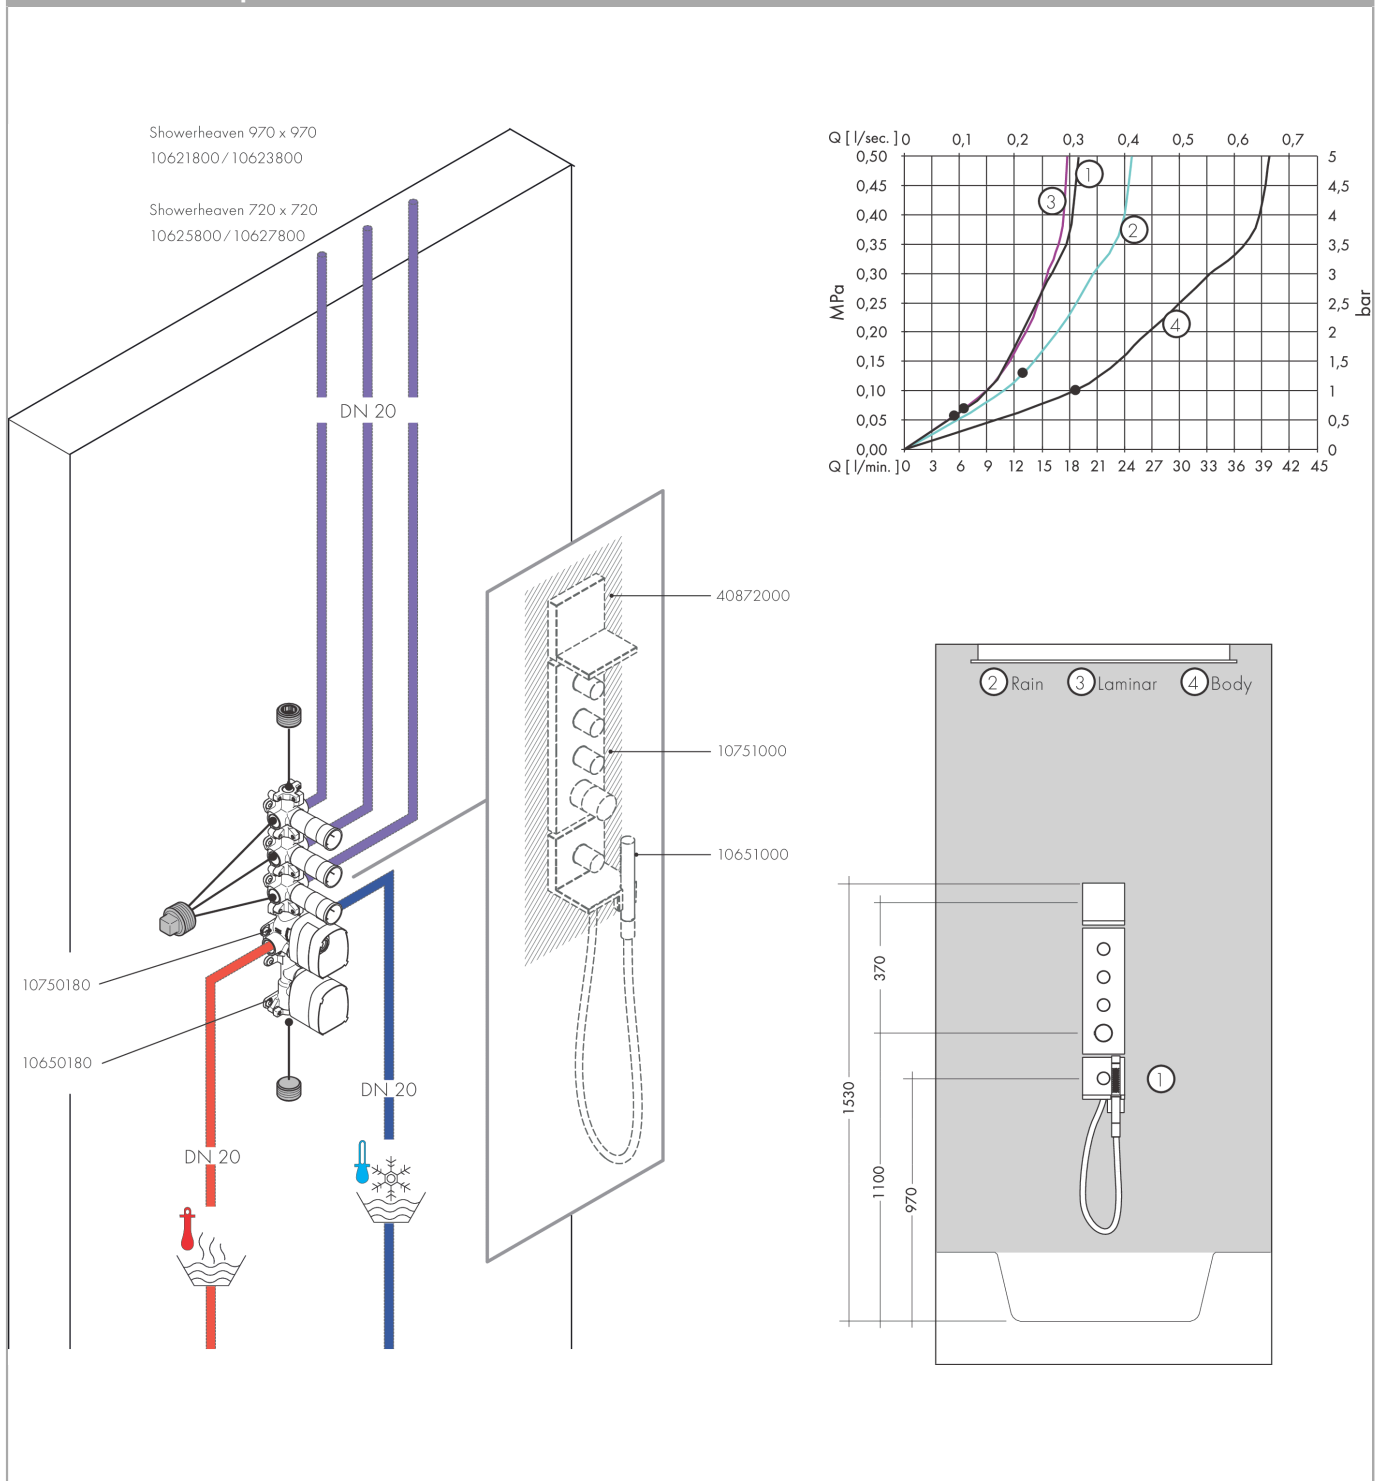 Showerheaven 970 x 970
10621800 / 10623800
Showerheaven 720 x 720
10625800 / 10627800
DN 20
40872000
10751000
10651000
10750180
10650180
DN 20
DN 20
Q [ l/sec. ] 0 0,1 0,2 0,3 0,4 0,5 0,6 0,7
0,50 5
0,45 4,5
0,40 4
0,35 3,5
0,30 3
0,25 2,5
0,20 2
0,15 1,5
0,10 1
0,05 0,5
0,00 0
MPa
bar
1
3
2
4
Q [ l/min. ] 0 3 6 9 12 15 18 21 24 27 30 33 36 39 42 45
2 Rain 3 Laminar 4 Body
370
1530
1100
970
1